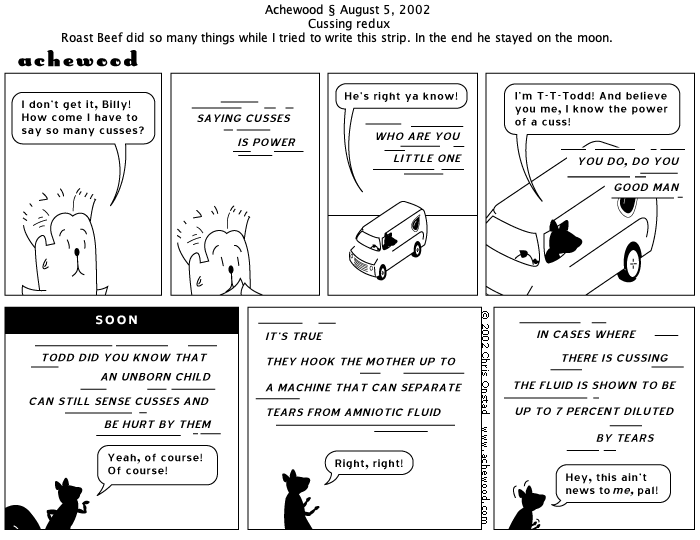 Achewood § August 5, 2002
Cussing redux
Roast Beef did so many things while I tried to write this strip. In the end he stayed on the moon.
achewood
I don't get it, Billy!
How come I have to
say so many cusses?
SAYING CUSSES
IS POWER
He's right ya know!
WHO ARE YOU
LITTLE ONE
I'm T-T-Todd! And believe
you me, I know the power
of a cuss!
YOU DO, DO YOU
GOOD MAN
SOON
TODD DID YOU KNOW THAT
AN UNBORN CHILD
CAN STILL SENSE CUSSES AND
BE HURT BY THEM
Yeah, of course!
Of course!
IT'S TRUE
THEY HOOK THE MOTHER UP TO
A MACHINE THAT CAN SEPARATE
TEARS FROM AMNIOTIC FLUID
Right, right!
© 2002 Chris Onstad www.achewood.com
IN CASES WHERE
THERE IS CUSSING
THE FLUID IS SHOWN TO BE
UP TO 7 PERCENT DILUTED
BY TEARS
Hey, this ain't
news to me, pal!